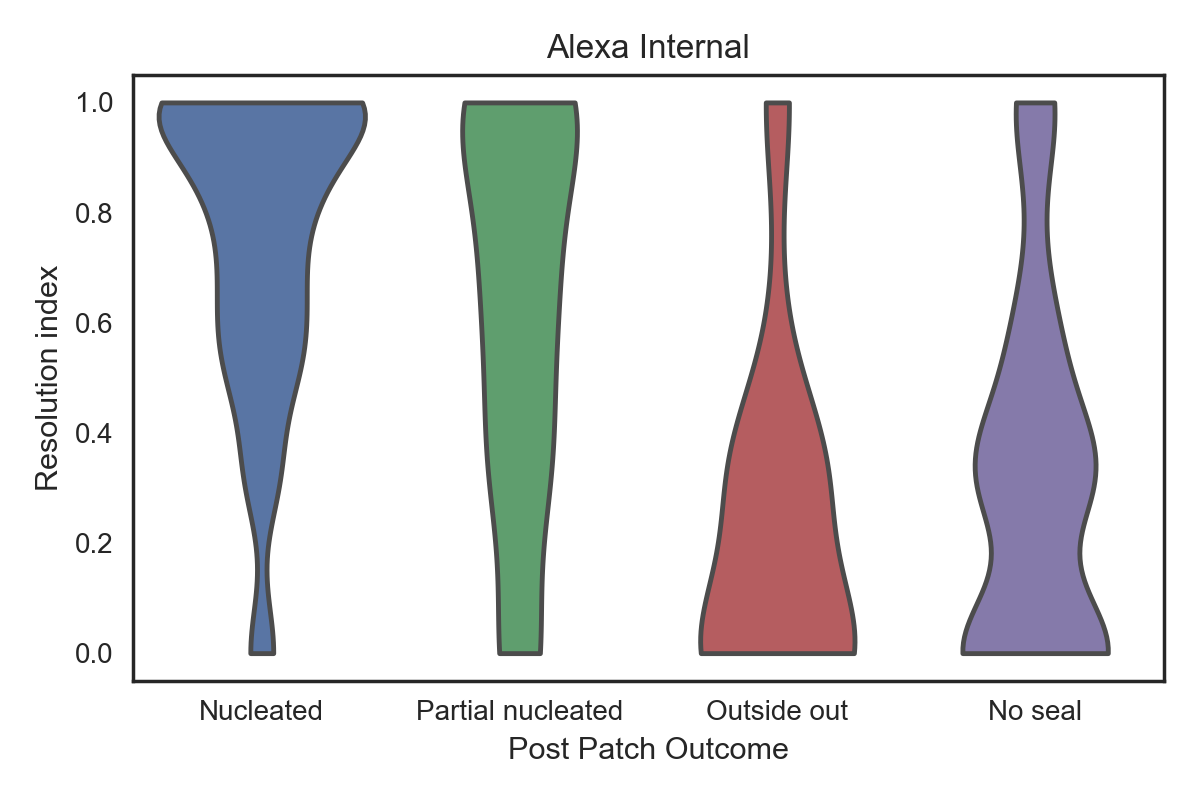 Alexa Internal
1.0
0.8
0.6
0.4
0.2
0.0
Resolution index
Nucleated
Partial nucleated
Outside out
No seal
Post Patch Outcome